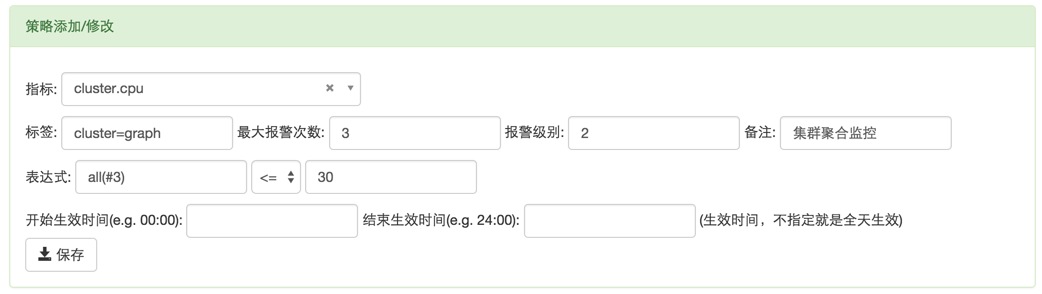 策略添加/修改
指标: cluster.cpu
标签: cluster=graph 最大报警次数: 3 报警级别: 2 备注: 集群聚合监控
表达式: all(#3) <= 30
开始生效时间(e.g. 00:00): 结束生效时间(e.g. 24:00): (生效时间，不指定就是全天生效)
保存